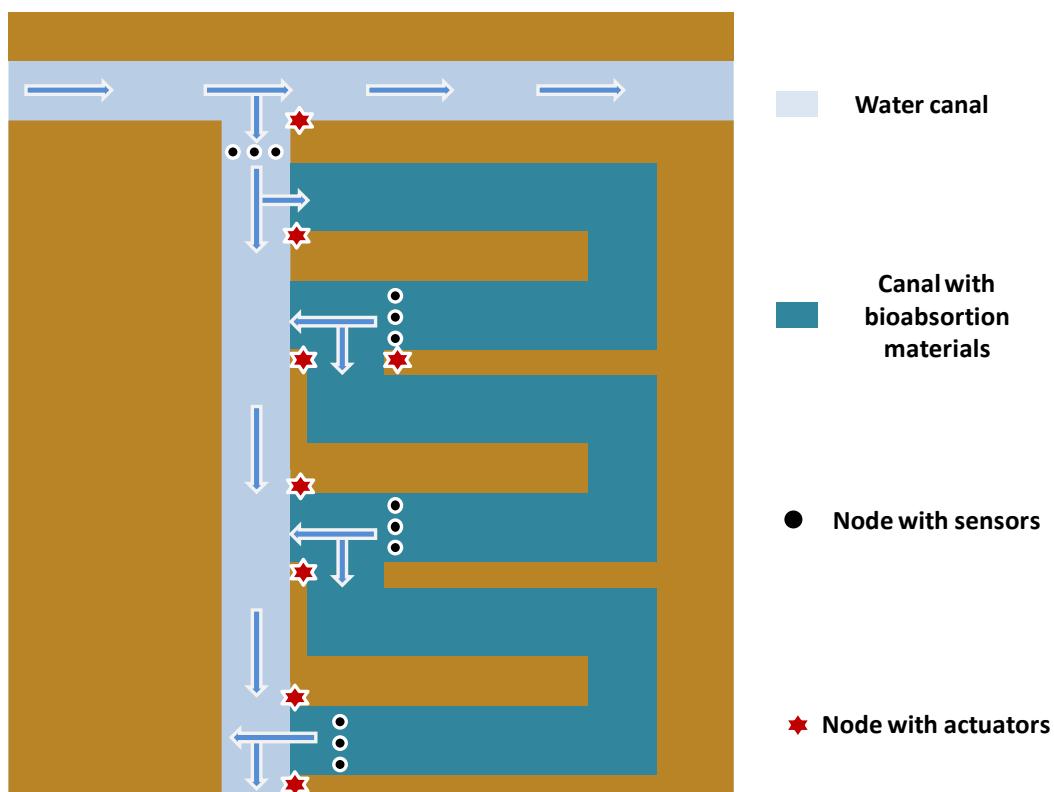 Water canal
Canal with
bioabsortion
materials
Node with sensors
Node with actuators